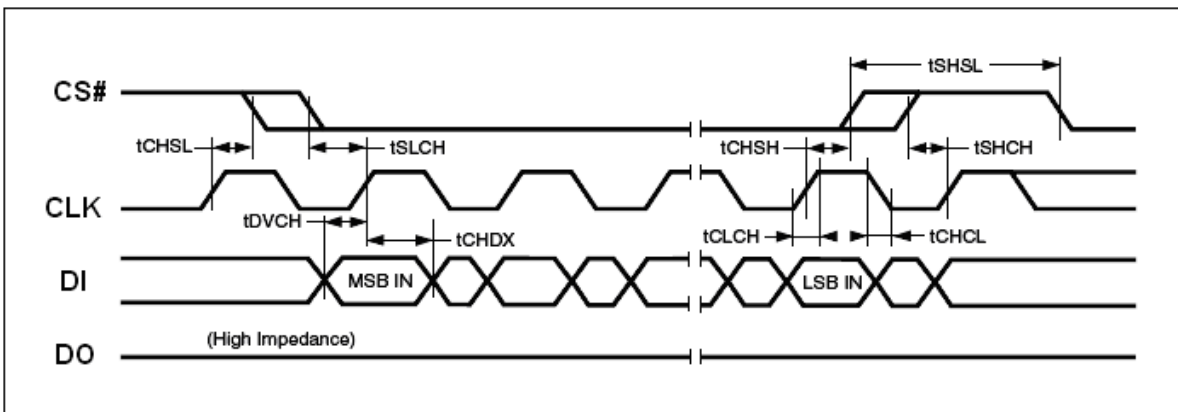 tSHSL
CS#
tCHSL
tSLCH
tCHSH
tSHCH
CLK
tDVCH
tCHDX
tCLCH
tCHCL
DI
MSB IN
LSB IN
(High Impedance)
DO